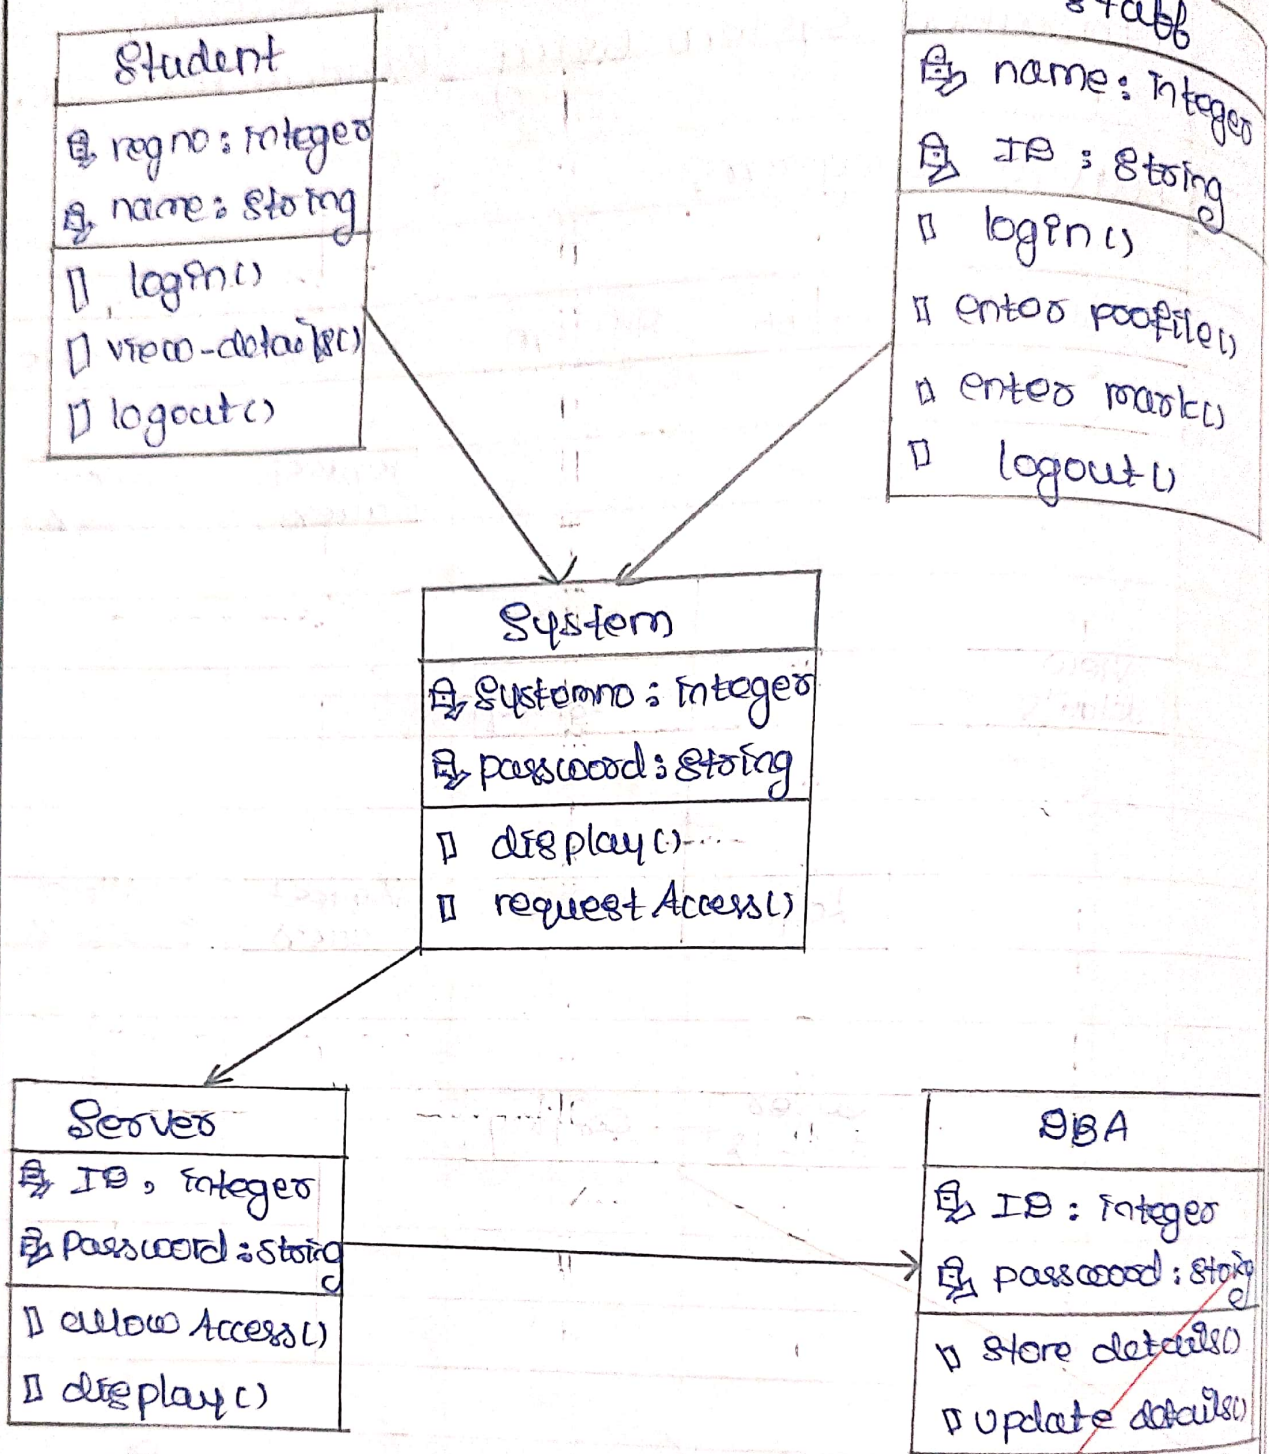 Student
regno : integer
name : String
login()
view-details()
logout()
Staff
name : integer
ID : String
login()
enter profile()
enter mark()
logout()
System
Systemno : integer
password : String
display()
request Access()
Server
ID , integer
Password : String
allow Access()
display()
DBA
ID : integer
password : String
Store details()
Update details()